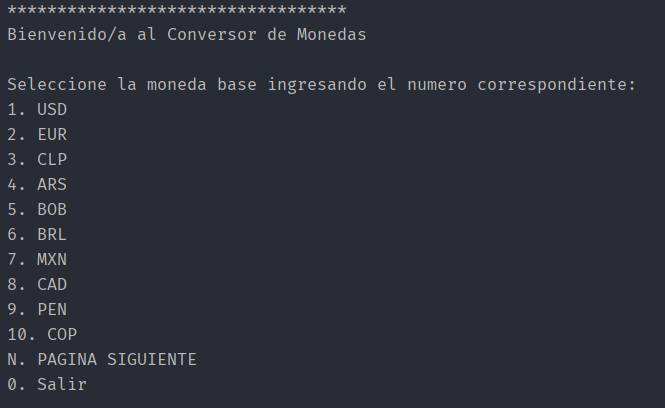 **********************************
Bienvenido/a al Conversor de Monedas
Seleccione la moneda base ingresando el numero correspondiente:
1. USD
2. EUR
3. CLP
4. ARS
5. BOB
6. BRL
7. MXN
8. CAD
9. PEN
10. COP
N. PAGINA SIGUIENTE
0. Salir